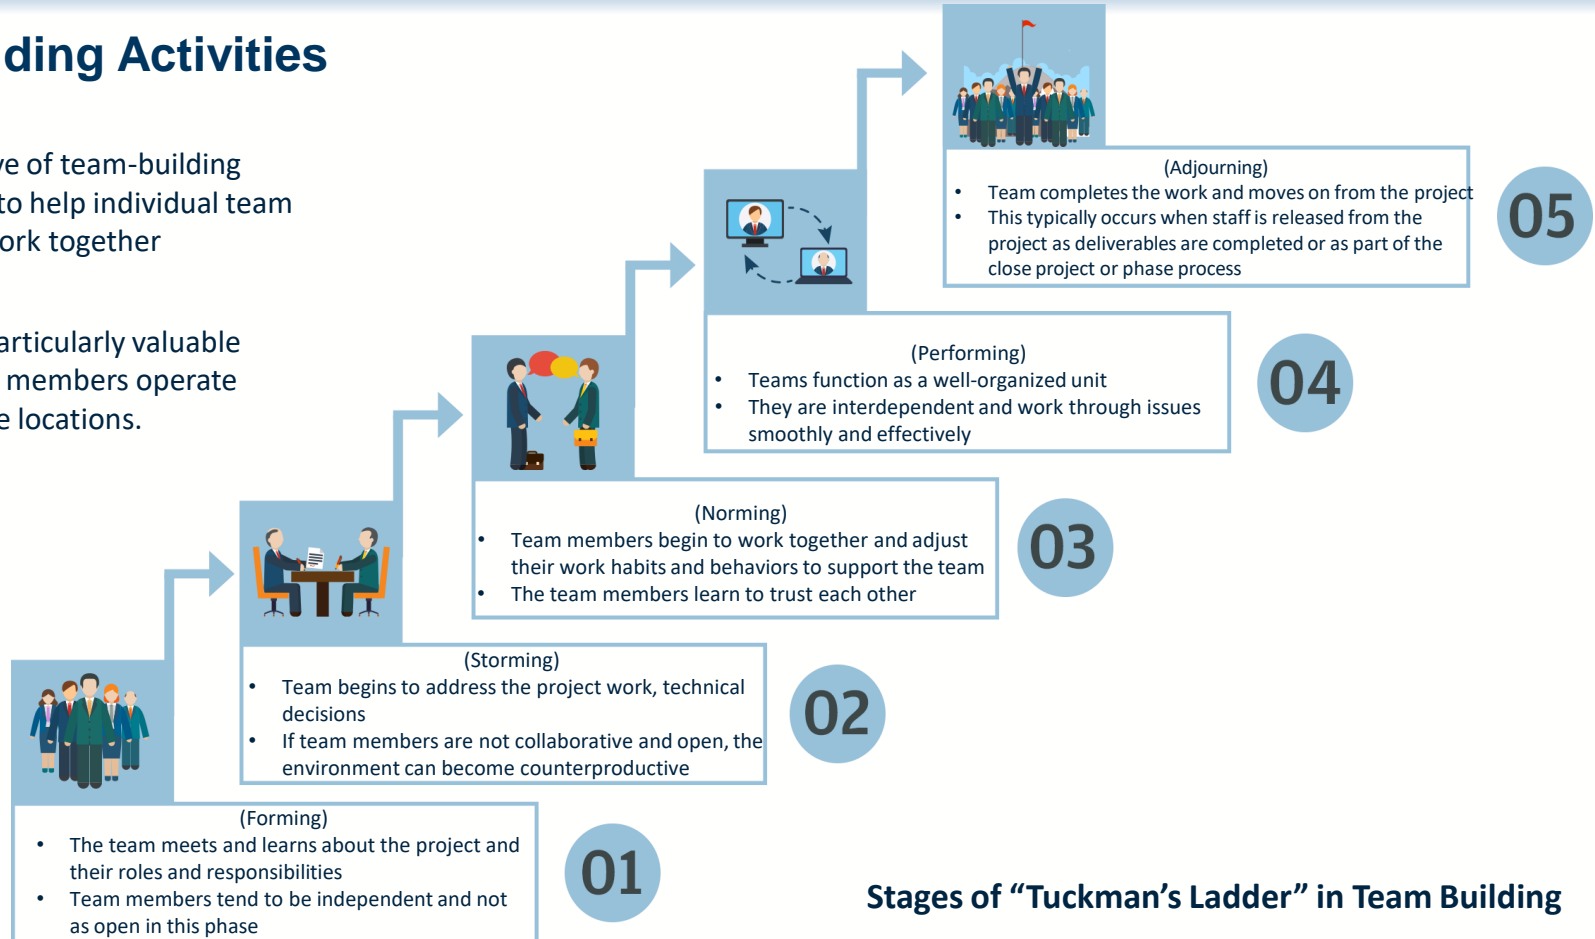 ding Activities
ve of team-building
to help individual team
ork together
articularly valuable
members operate
e locations.
(Adjourning)
• Team completes the work and moves on from the project
• This typically occurs when staff is released from the
project as deliverables are completed or as part of the
close project or phase process
05
(Performing)
• Teams function as a well-organized unit
• They are interdependent and work through issues
smoothly and effectively
04
(Norming)
• Team members begin to work together and adjust
their work habits and behaviors to support the team
• The team members learn to trust each other
03
(Storming)
• Team begins to address the project work, technical
decisions
• If team members are not collaborative and open, the
environment can become counterproductive
02
(Forming)
• The team meets and learns about the project and
their roles and responsibilities
• Team members tend to be independent and not
as open in this phase
01
Stages of “Tuckman’s Ladder” in Team Building